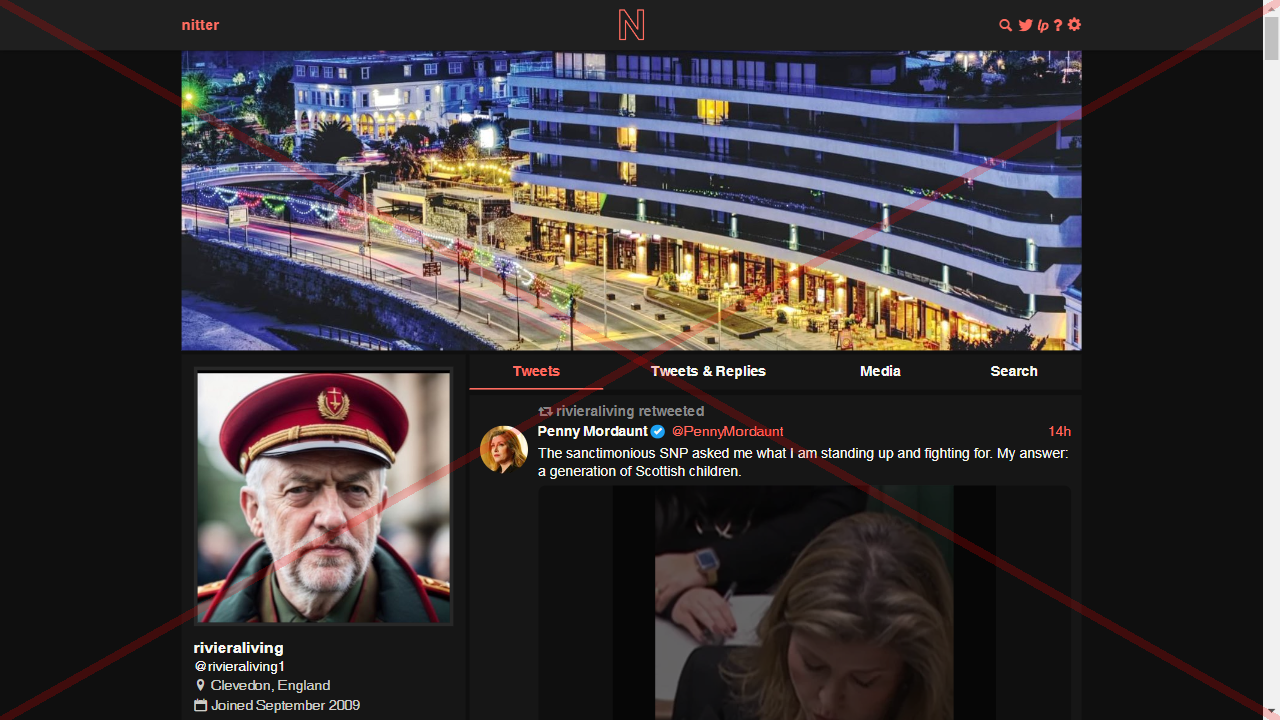 nitter
N
lp ?
Tweets
Tweets & Replies
Media
Search
rivieraliving retweeted
Penny Mordaunt @PennyMordaunt 14h
The sanctimonious SNP asked me what I am standing up and fighting for. My answer:
a generation of Scottish children.
rivieraliving
@rivieraliving1
Clevedon, England
Joined September 2009